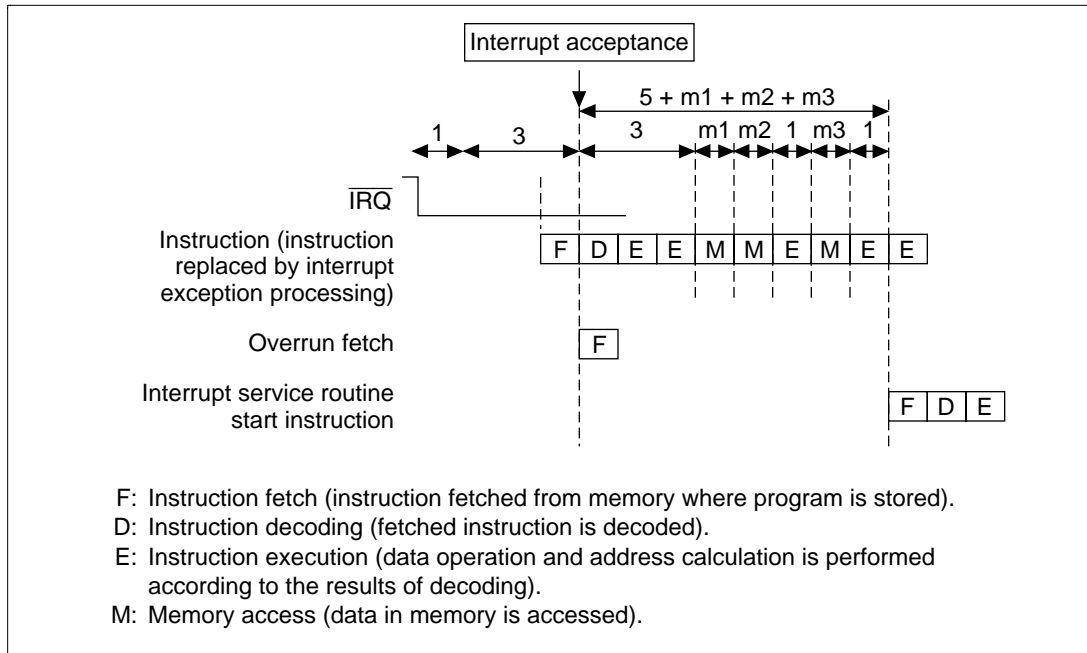 Interrupt acceptance
5 + m1 + m2 + m3
1 3 3 m1 m2 1 m3 1
IRQ
Instruction (instruction
replaced by interrupt
exception processing)
F D E E M M E M E E
Overrun fetch
F
Interrupt service routine
start instruction
F D E
F: Instruction fetch (instruction fetched from memory where program is stored).
D: Instruction decoding (fetched instruction is decoded).
E: Instruction execution (data operation and address calculation is performed
according to the results of decoding).
M: Memory access (data in memory is accessed).